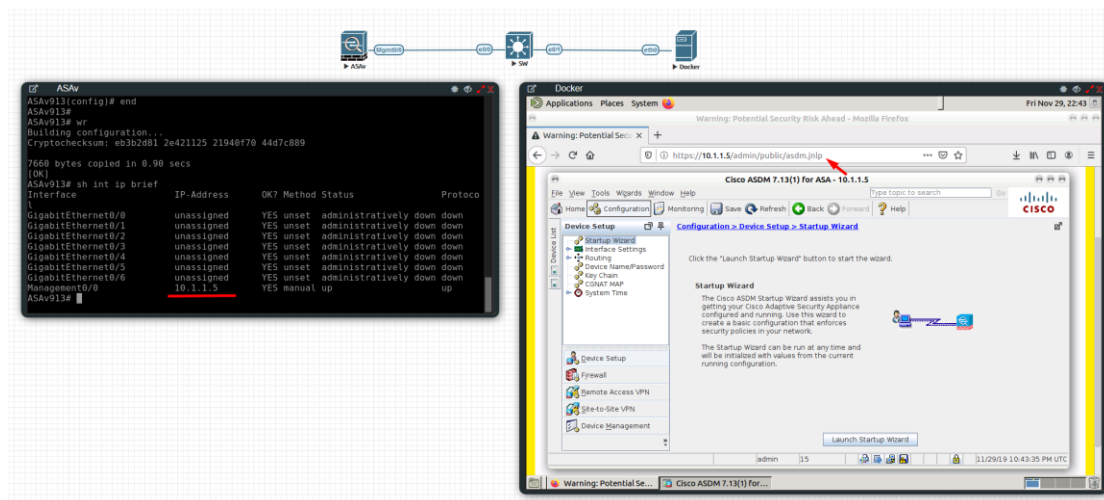 Mgmt0/0
eth0
eth1
eth0
ASAv
SW
Docker
ASAv
ASAv913(config)# end
ASAv913#
ASAv913# wr
Building configuration...
Cryptochecksum: eb3b2d81 2e421125 21940f70 44d7c889
7660 bytes copied in 0.90 secs
[OK]
ASAv913# sh int ip brief
Interface IP-Address OK? Method Status Protoco
l
GigabitEthernet0/0 unassigned YES unset administratively down down
GigabitEthernet0/1 unassigned YES unset administratively down down
GigabitEthernet0/2 unassigned YES unset administratively down down
GigabitEthernet0/3 unassigned YES unset administratively down down
GigabitEthernet0/4 unassigned YES unset administratively down down
GigabitEthernet0/5 unassigned YES unset administratively down down
GigabitEthernet0/6 unassigned YES unset administratively down down
Management0/0 10.1.1.5 YES manual up up
ASAv913#
Docker
Applications Places System Fri Nov 29, 22:43
Warning: Potential Security Risk Ahead - Mozilla Firefox
Warning: Potential Secu
https://10.1.1.5/admin/public/asdm.jnlp
Cisco ASDM 7.13(1) for ASA - 10.1.1.5
File View Tools Wizards Window Help Type topic to search Go
Home Configuration Monitoring Save Refresh Back Forward Help
CISCO
Device List
Device Setup
Startup Wizard
Interface Settings
Routing
Device Name/Password
Key Chain
CGNAT MAP
System Time
Device Setup
Firewall
Remote Access VPN
Site-to-Site VPN
Device Management
Configuration > Device Setup > Startup Wizard
Click the "Launch Startup Wizard" button to start the wizard.
Startup Wizard
The Cisco ASDM Startup Wizard assists you in
getting your Cisco Adaptive Security Appliance
configured and running. Use this wizard to
create a basic configuration that enforces
security policies in your network.
The Startup Wizard can be run at any time and
will be initialized with values from the current
running configuration.
Launch Startup Wizard
admin 15 11/29/19 10:43:35 PM UTC
Warning: Potential Se...
Cisco ASDM 7.13(1) for...